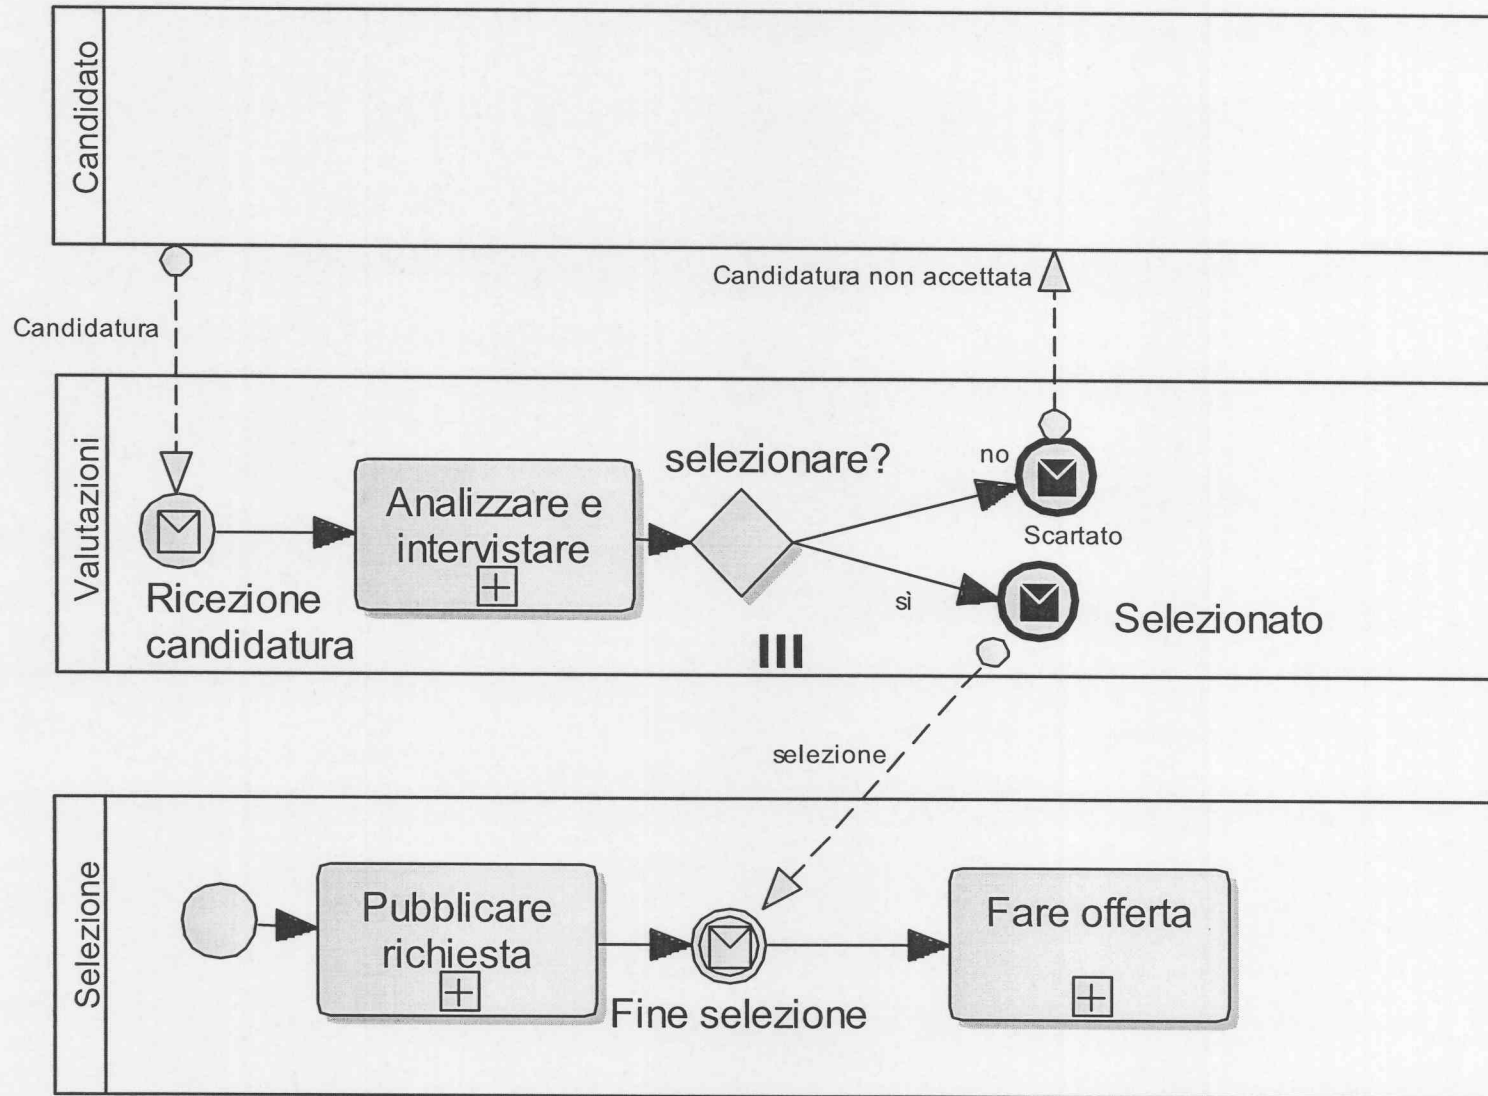 Candidato
Candidatura non accettata
Candidatura
Valutazioni
selezionare?
no
Analizzare e
intervistare
Scartato
sì
Ricezione
candidatura
Selezionato
selezione
Selezione
Pubblicare
richiesta
Fare offerta
Fine selezione